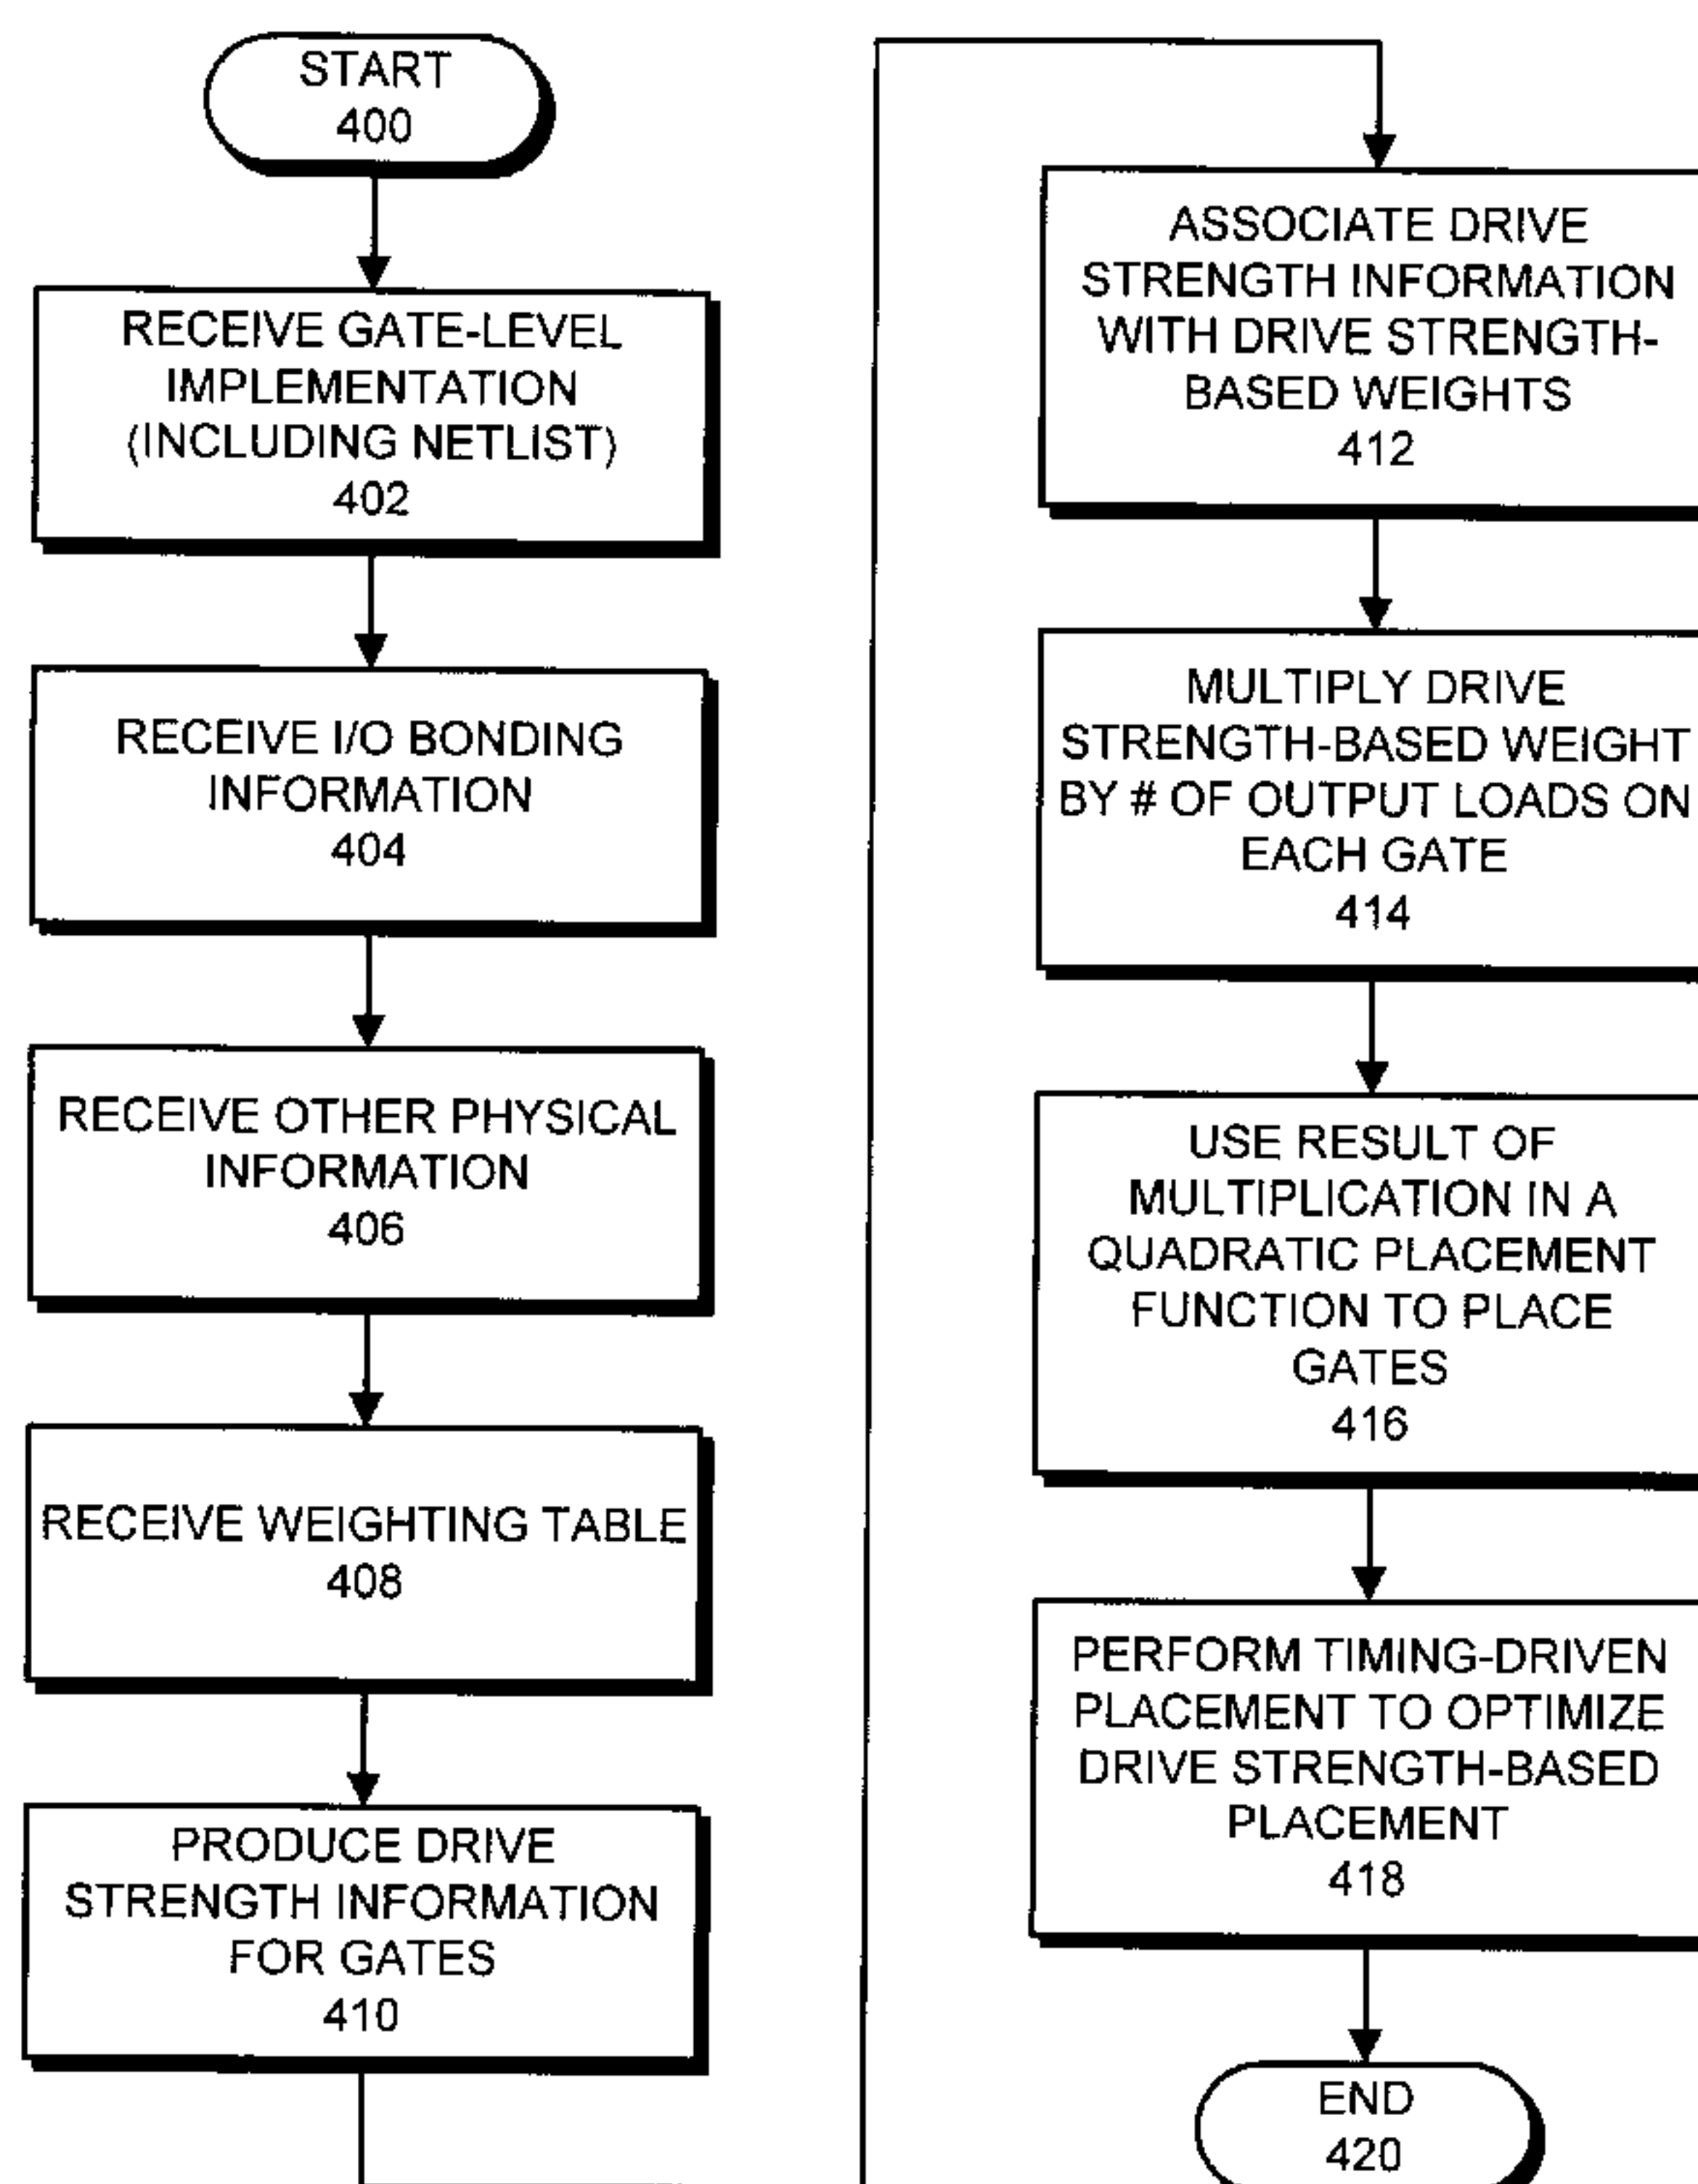 START
400
RECEIVE GATE-LEVEL
IMPLEMENTATION
(INCLUDING NETLIST)
402
RECEIVE I/O BONDING
INFORMATION
404
RECEIVE OTHER PHYSICAL
INFORMATION
406
RECEIVE WEIGHTING TABLE
408
PRODUCE DRIVE
STRENGTH INFORMATION
FOR GATES
410
ASSOCIATE DRIVE
STRENGTH INFORMATION
WITH DRIVE STRENGTH-
BASED WEIGHTS
412
MULTIPLY DRIVE
STRENGTH-BASED WEIGHT
BY # OF OUTPUT LOADS ON
EACH GATE
414
USE RESULT OF
MULTIPLICATION IN A
QUADRATIC PLACEMENT
FUNCTION TO PLACE
GATES
416
PERFORM TIMING-DRIVEN
PLACEMENT TO OPTIMIZE
DRIVE STRENGTH-BASED
PLACEMENT
418
END
420